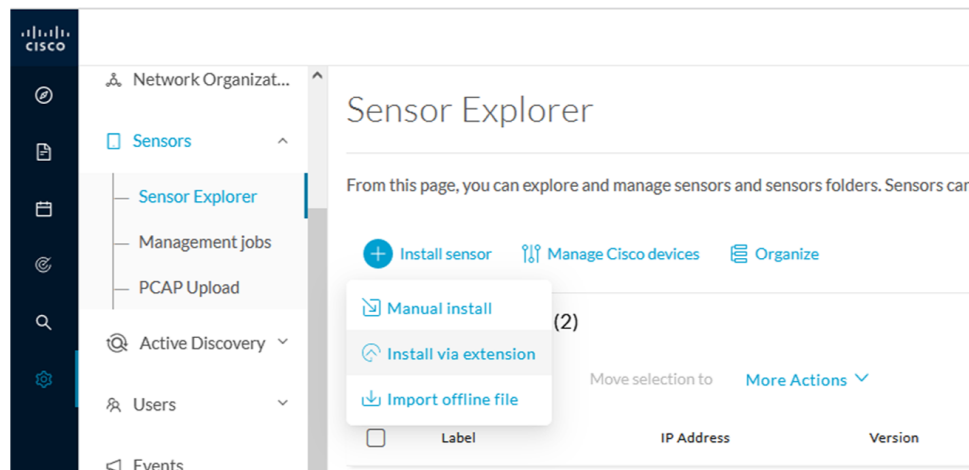 CISCO
Network Organizat...
Sensors
Sensor Explorer
Management jobs
PCAP Upload
Active Discovery
Users
Events
Sensor Explorer
From this page, you can explore and manage sensors and sensors folders. Sensors car
Install sensor
Manage Cisco devices
Organize
Manual install
Install via extension
Import offline file
(2)
Move selection to
More Actions
Label
IP Address
Version